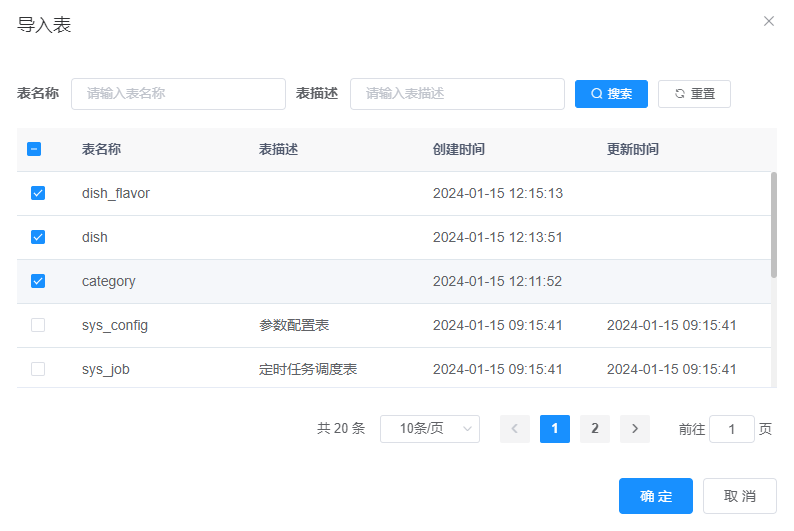 导入表
表名称 请输入表名称 表描述 请输入表描述 搜索 重置
表名称 表描述 创建时间 更新时间
dish_flavor 2024-01-15 12:15:13
dish 2024-01-15 12:13:51
category 2024-01-15 12:11:52
sys_config 参数配置表 2024-01-15 09:15:41 2024-01-15 09:15:41
sys_job 定时任务调度表 2024-01-15 09:15:41 2024-01-15 09:15:41
共 20 条 10条/页 1 2 前往 1 页
确 定 取 消